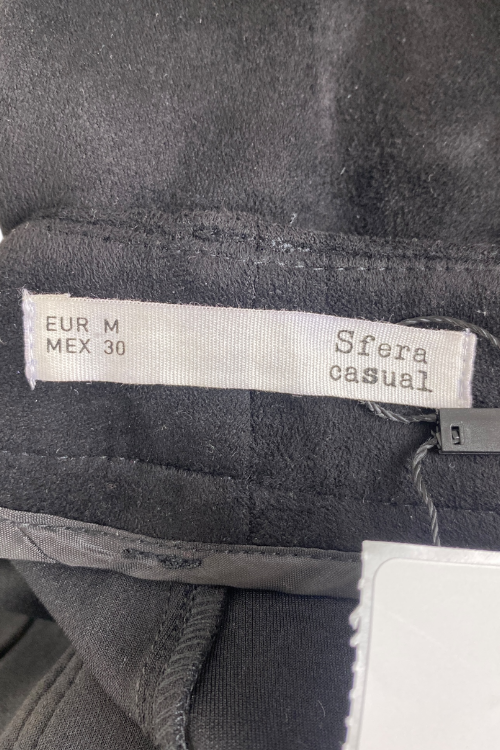 EUR M
MEX 30
Sfera
casual